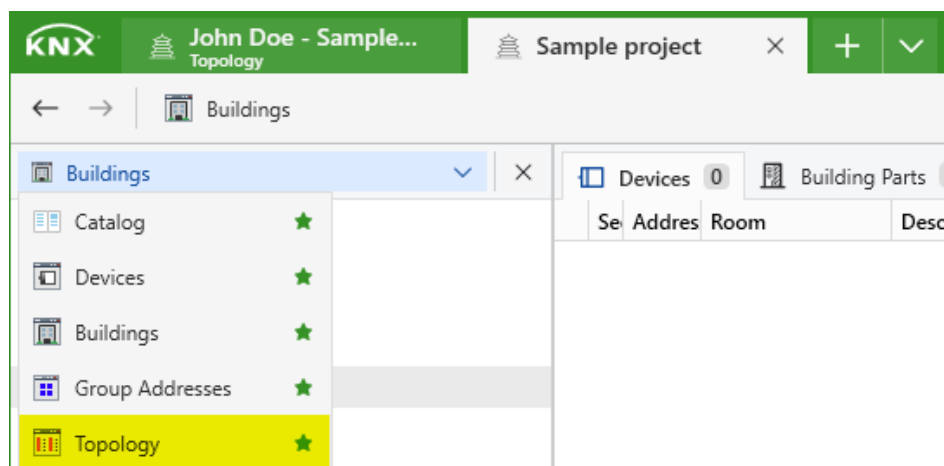 KNX
John Doe - Sample...
Topology
Sample project
Buildings
Buildings
Catalog
Devices
Buildings
Group Addresses
Topology
Devices 0
Building Parts
Addres Room